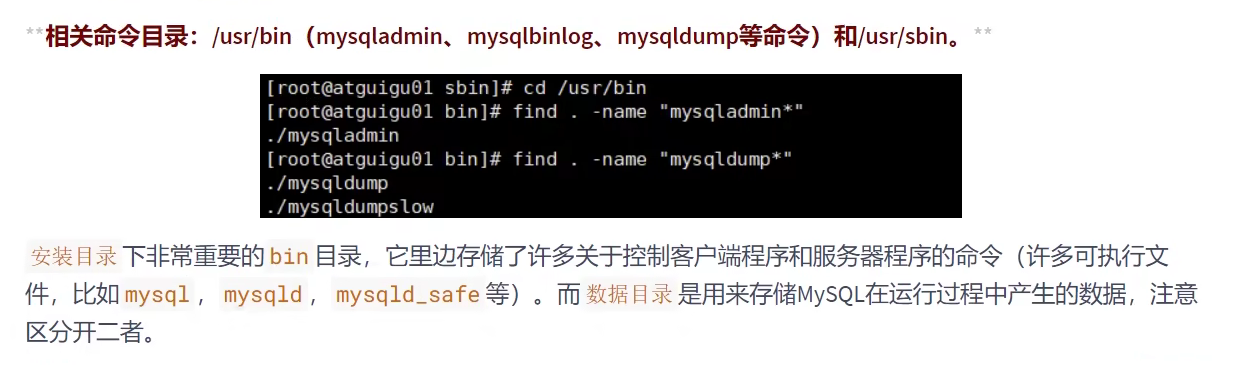 **相关命令目录：/usr/bin（mysqladmin、mysqlbinlog、mysqldump等命令）和/usr/sbin。**
[root@atguigu01 sbin]# cd /usr/bin
[root@atguigu01 bin]# find . -name "mysqladmin*"
./mysqladmin
[root@atguigu01 bin]# find . -name "mysqldump*"
./mysqldump
./mysqldumpslow
安装目录下非常重要的 bin 目录，它里边存储了许多关于控制客户端程序和服务器程序的命令（许多可执行文
件，比如 mysql ， mysqld ， mysqld_safe 等）。而 数据目录 是用来存储MySQL在运行过程中产生的数据，注意
区分开二者。